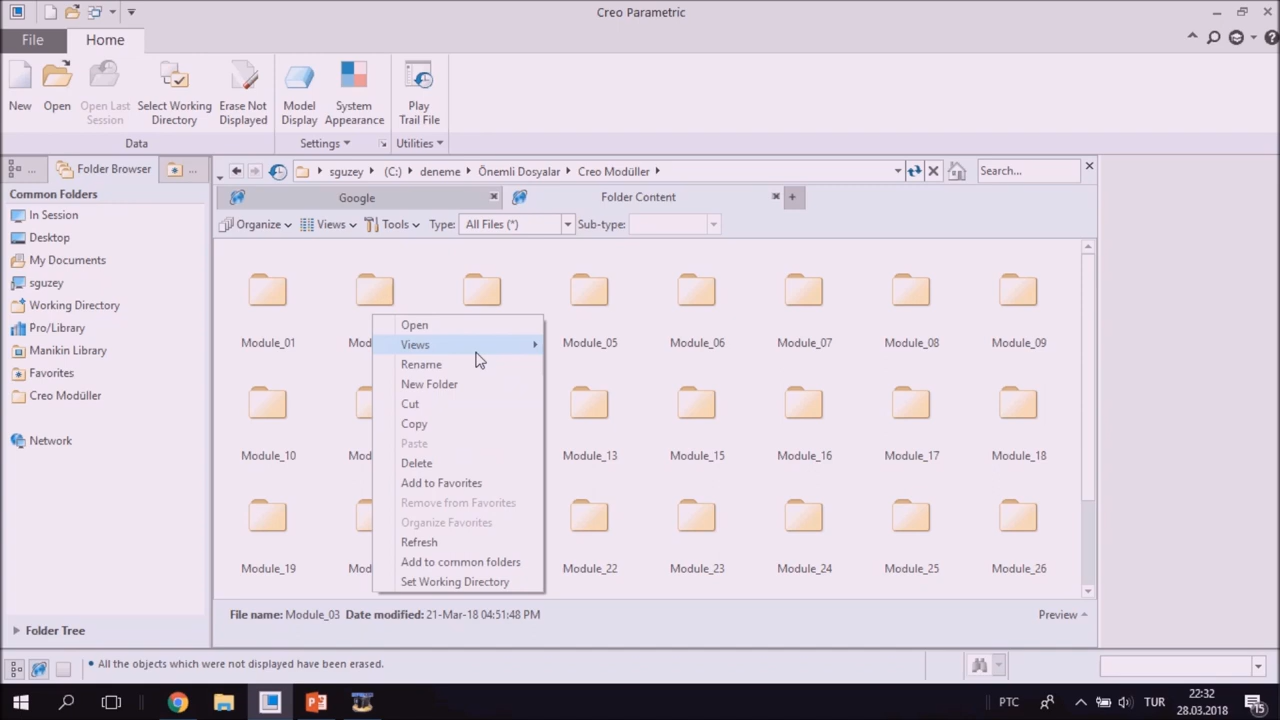 Creo Parametric
File
Home
New
Open
Open Last Session
Select Working Directory
Erase Not Displayed
Model Display
System Appearance
Play Trail File
Data
Settings
Utilities
...
Folder Browser
...
sguzey
(C:)
deneme
Önemli Dosyalar
Creo Modüller
Search...
Common Folders
Google
Folder Content
In Session
Desktop
My Documents
sguzey
Working Directory
Pro/Library
Manikin Library
Favorites
Creo Modüller
Network
Folder Tree
Organize
Views
Tools
Type:
All Files (*)
Sub-type:
Module_01
Mod
Module_05
Module_06
Module_07
Module_08
Module_09
Module_10
Mod
Module_13
Module_15
Module_16
Module_17
Module_18
Module_19
Mod
Module_22
Module_23
Module_24
Module_25
Module_26
Open
Views
Rename
New Folder
Cut
Copy
Paste
Delete
Add to Favorites
Remove from Favorites
Organize Favorites
Refresh
Add to common folders
Set Working Directory
File name: Module_03 Date modified: 21-Mar-18 04:51:48 PM
Preview
• All the objects which were not displayed have been erased.
PTC
TUR
22:32
28.03.2018
15